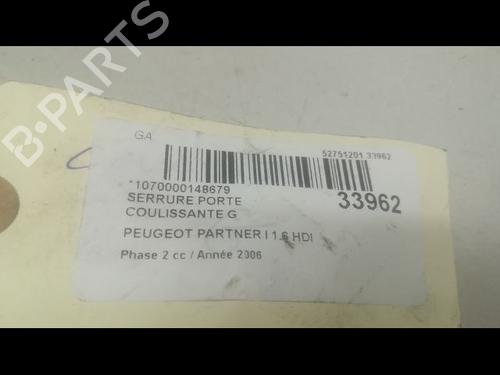 B-PARTS
GA
52751201 33962
*1070000148679
SERRURE PORTE
COULISSANTE G
33962
PEUGEOT PARTNER I 1.6 HDI
Phase 2 cc / Année 2006